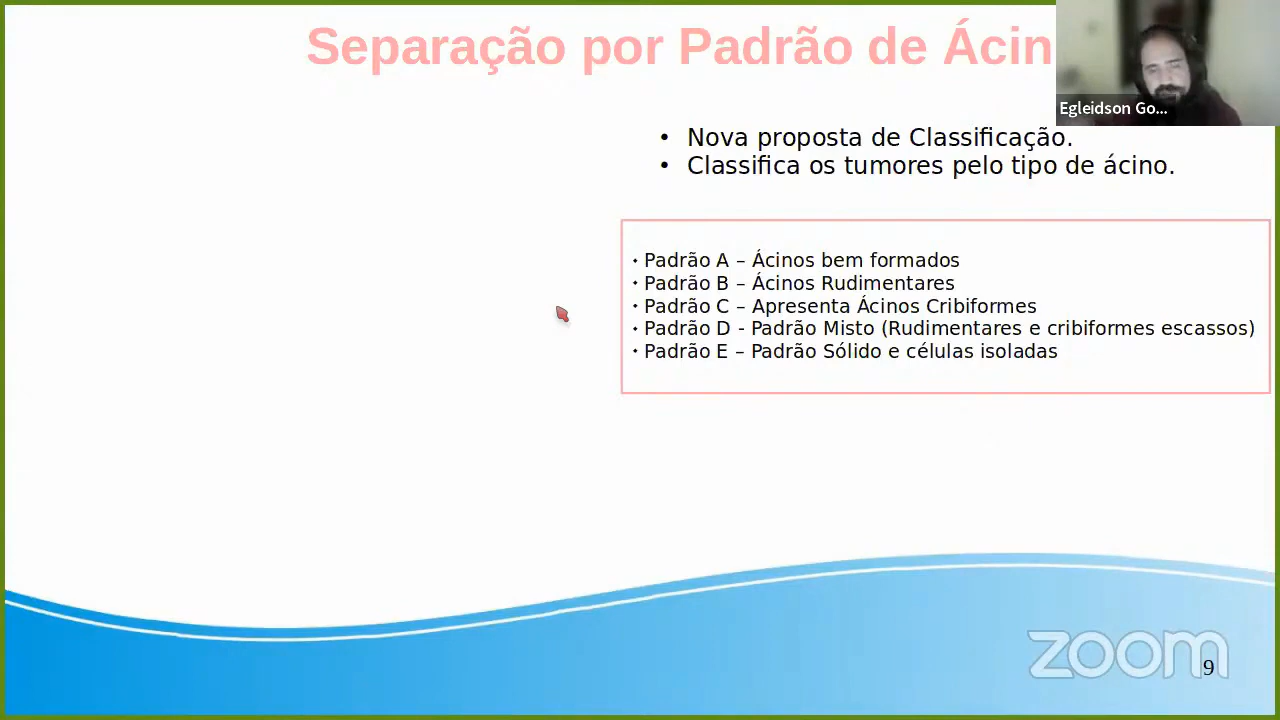 Separação por Padrão de Ácin
Egleidson Go...
• Nova proposta de Classificação.
• Classifica os tumores pelo tipo de ácino.
• Padrão A – Ácinos bem formados
• Padrão B – Ácinos Rudimentares
• Padrão C – Apresenta Ácinos Cribiformes
• Padrão D - Padrão Misto (Rudimentares e cribiformes escassos)
• Padrão E – Padrão Sólido e células isoladas
zoom
9